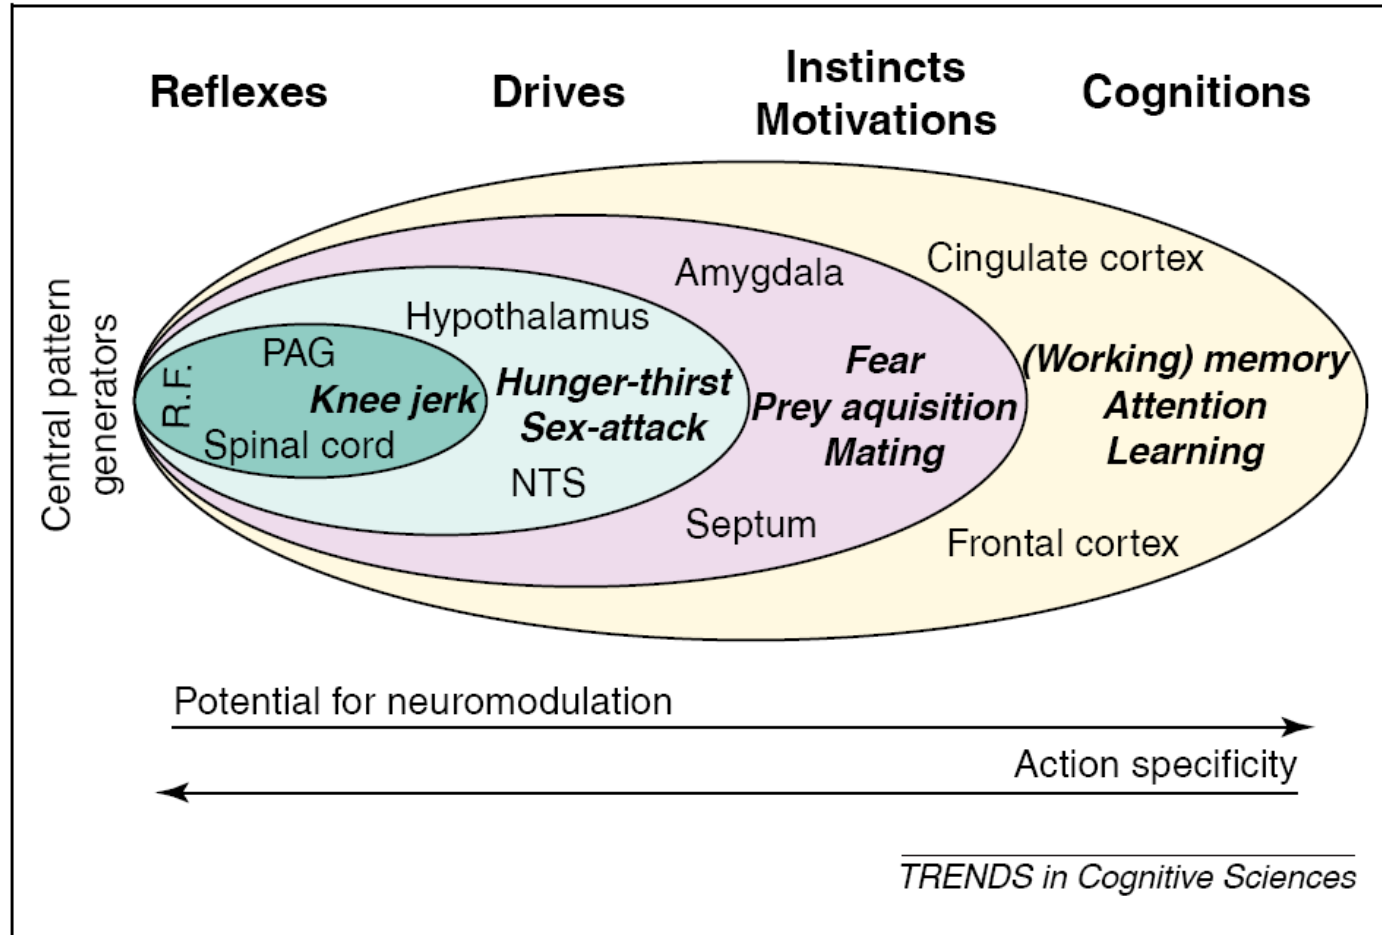 Reflexes
Drives
Instincts
Motivations
Cognitions
Central pattern
generators
R.F.
PAG
Knee jerk
Spinal cord
Hypothalamus
Hunger-thirst
Sex-attack
NTS
Amygdala
Fear
Prey aquisition
Mating
Septum
Cingulate cortex
(Working) memory
Attention
Learning
Frontal cortex
Potential for neuromodulation
Action specificity
TRENDS in Cognitive Sciences